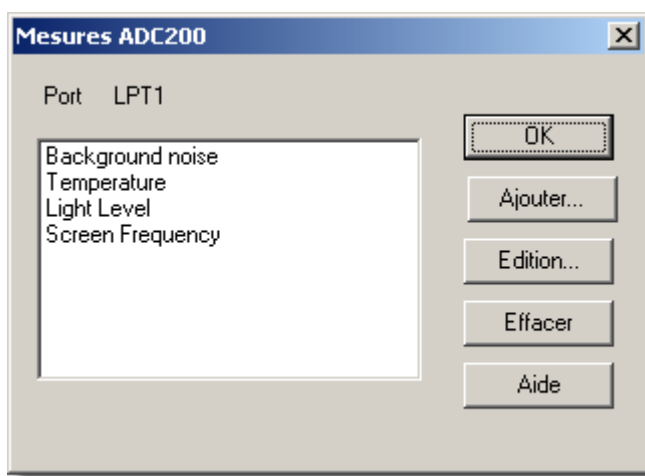 Mesures ADC200
Port LPT1
Background noise
Temperature
Light Level
Screen Frequency
OK
Ajouter...
Edition...
Effacer
Aide